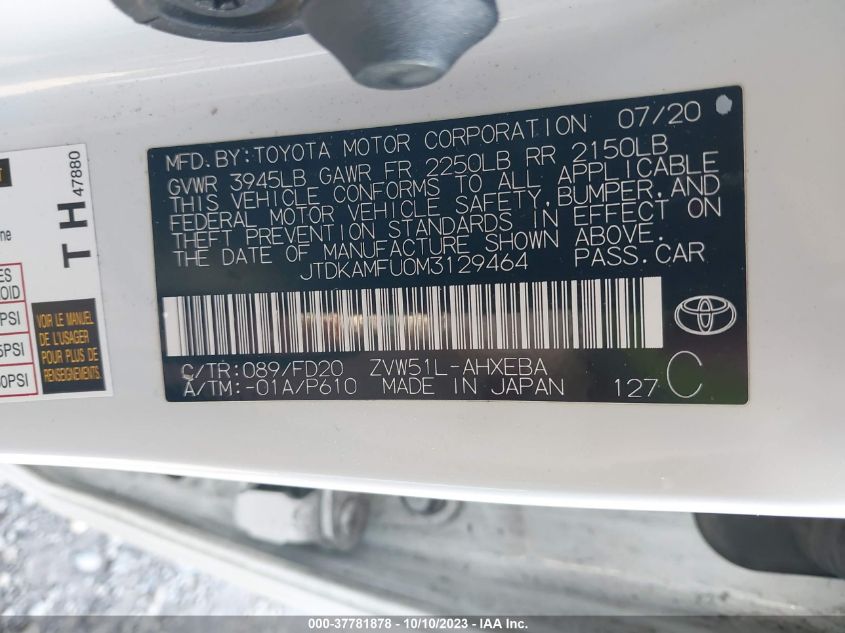 MFD. BY: TOYOTA MOTOR CORPORATION 07/20
GVWR 3945LB GAWR FR 2250LB RR 2150LB
THIS VEHICLE CONFORMS TO ALL APPLICABLE
FEDERAL MOTOR VEHICLE SAFETY, BUMPER, AND
THEFT PREVENTION STANDARDS IN EFFECT ON
THE DATE OF MANUFACTURE SHOWN ABOVE.
JTDKAMFU0M3129464 PASS.CAR
C/TR:089/FD20 ZVW51L-AHXEBA
A/TM:-01A/P610 MADE IN JAPAN 127 C
TH
47880
PSI
PSI
PSI
VOIR LE MANUEL
DU PROPRIÉTAIRE
POUR PLUS DE
RENSEIGNEMENTS
000-37781878 - 10/10/2023 - IAA Inc.